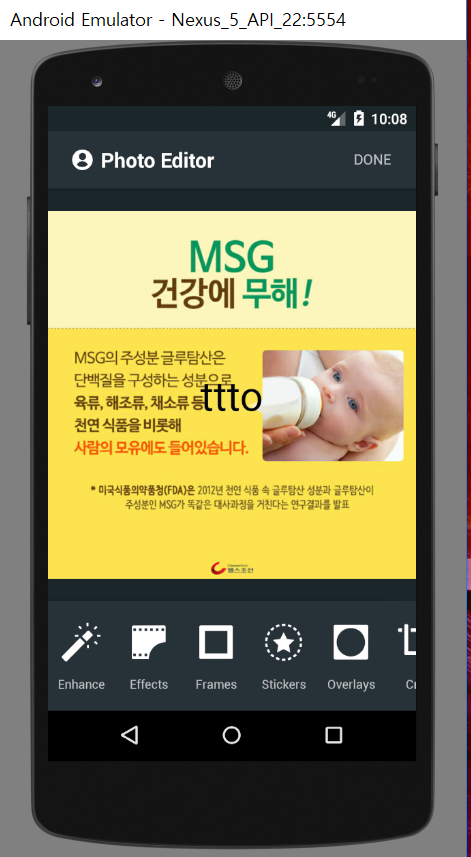 Android Emulator - Nexus_5_API_22:5554
4G 10:08
Photo Editor DONE
MSG
건강에 무해!
MSG의 주성분 글루탐산은
단백질을 구성하는 성분으로
육류, 해조류, 채소류 등
천연 식품을 비롯해
사람의 모유에도 들어있습니다.
ttto
* 미국식품의약품청(FDA)은 2012년 천연 식품 속 글루탐산 성분과 글루탐산이
주성분인 MSG가 똑같은 대사과정을 거친다는 연구결과를 발표
헬스조선
Enhance Effects Frames Stickers Overlays Cr